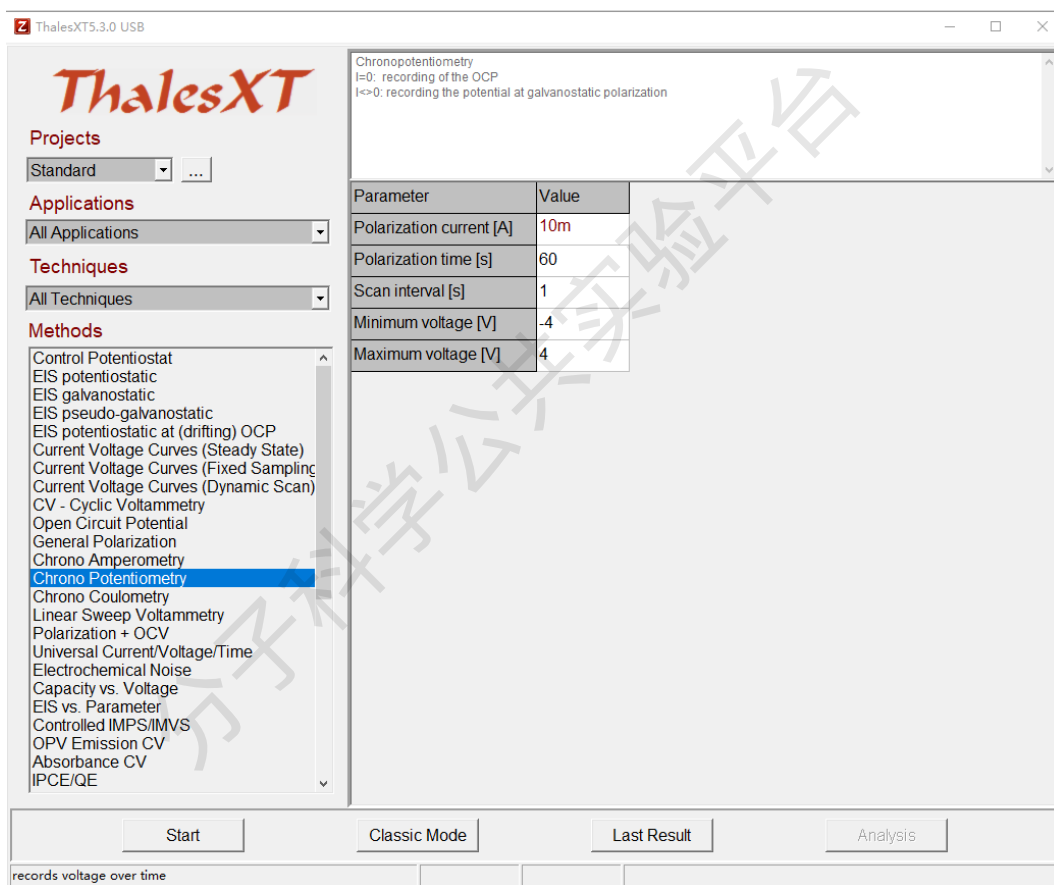 ThalesXT5.3.0 USB
ThalesXT
Projects
Standard
...
Applications
All Applications
Techniques
All Techniques
Methods
Control Potentiostat
EIS potentiostatic
EIS galvanostatic
EIS pseudo-galvanostatic
EIS potentiostatic at (drifting) OCP
Current Voltage Curves (Steady State)
Current Voltage Curves (Fixed Sampling
Current Voltage Curves (Dynamic Scan)
CV - Cyclic Voltammetry
Open Circuit Potential
General Polarization
Chrono Amperometry
Chrono Potentiometry
Chrono Coulometry
Linear Sweep Voltammetry
Polarization + OCV
Universal Current/Voltage/Time
Electrochemical Noise
Capacity vs. Voltage
EIS vs. Parameter
Controlled IMPS/IMVS
OPV Emission CV
Absorbance CV
IPCE/QE
Chronopotentiometry
I=0: recording of the OCP
I<>0: recording the potential at galvanostatic polarization
Parameter Value
Polarization current [A] 10m
Polarization time [s] 60
Scan interval [s] 1
Minimum voltage [V] -4
Maximum voltage [V] 4
Start Classic Mode Last Result Analysis
records voltage over time
分子科学公共实验平台